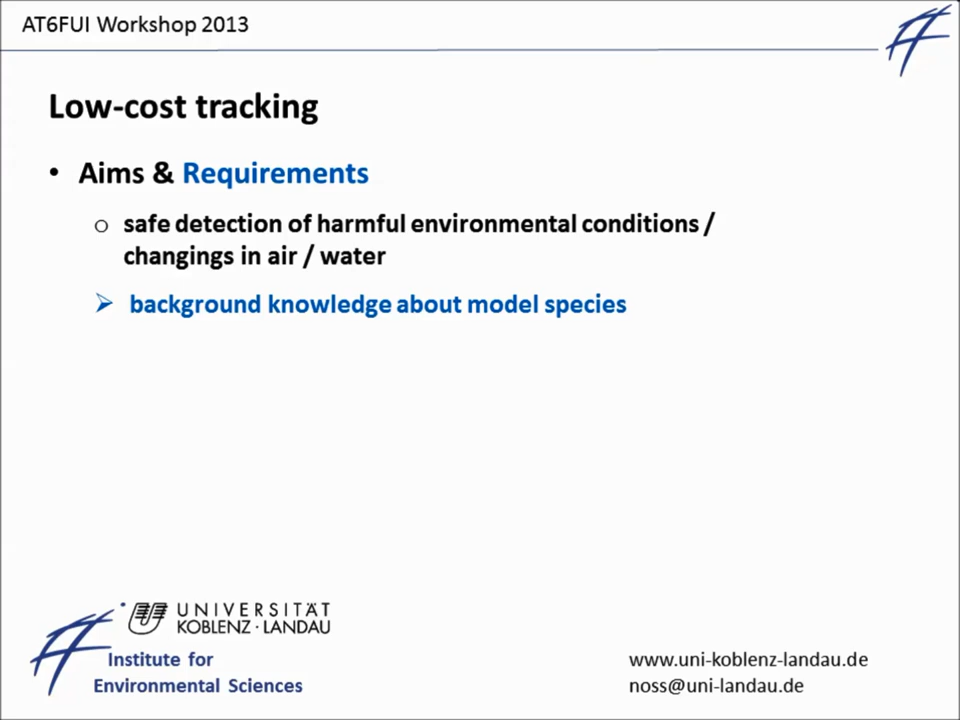 AT6FUI Workshop 2013
Low-cost tracking
• Aims & Requirements
o safe detection of harmful environmental conditions /
changings in air / water
➢ background knowledge about model species
UNIVERSITÄT
KOBLENZ · LANDAU
Institute for
Environmental Sciences
www.uni-koblenz-landau.de
noss@uni-landau.de